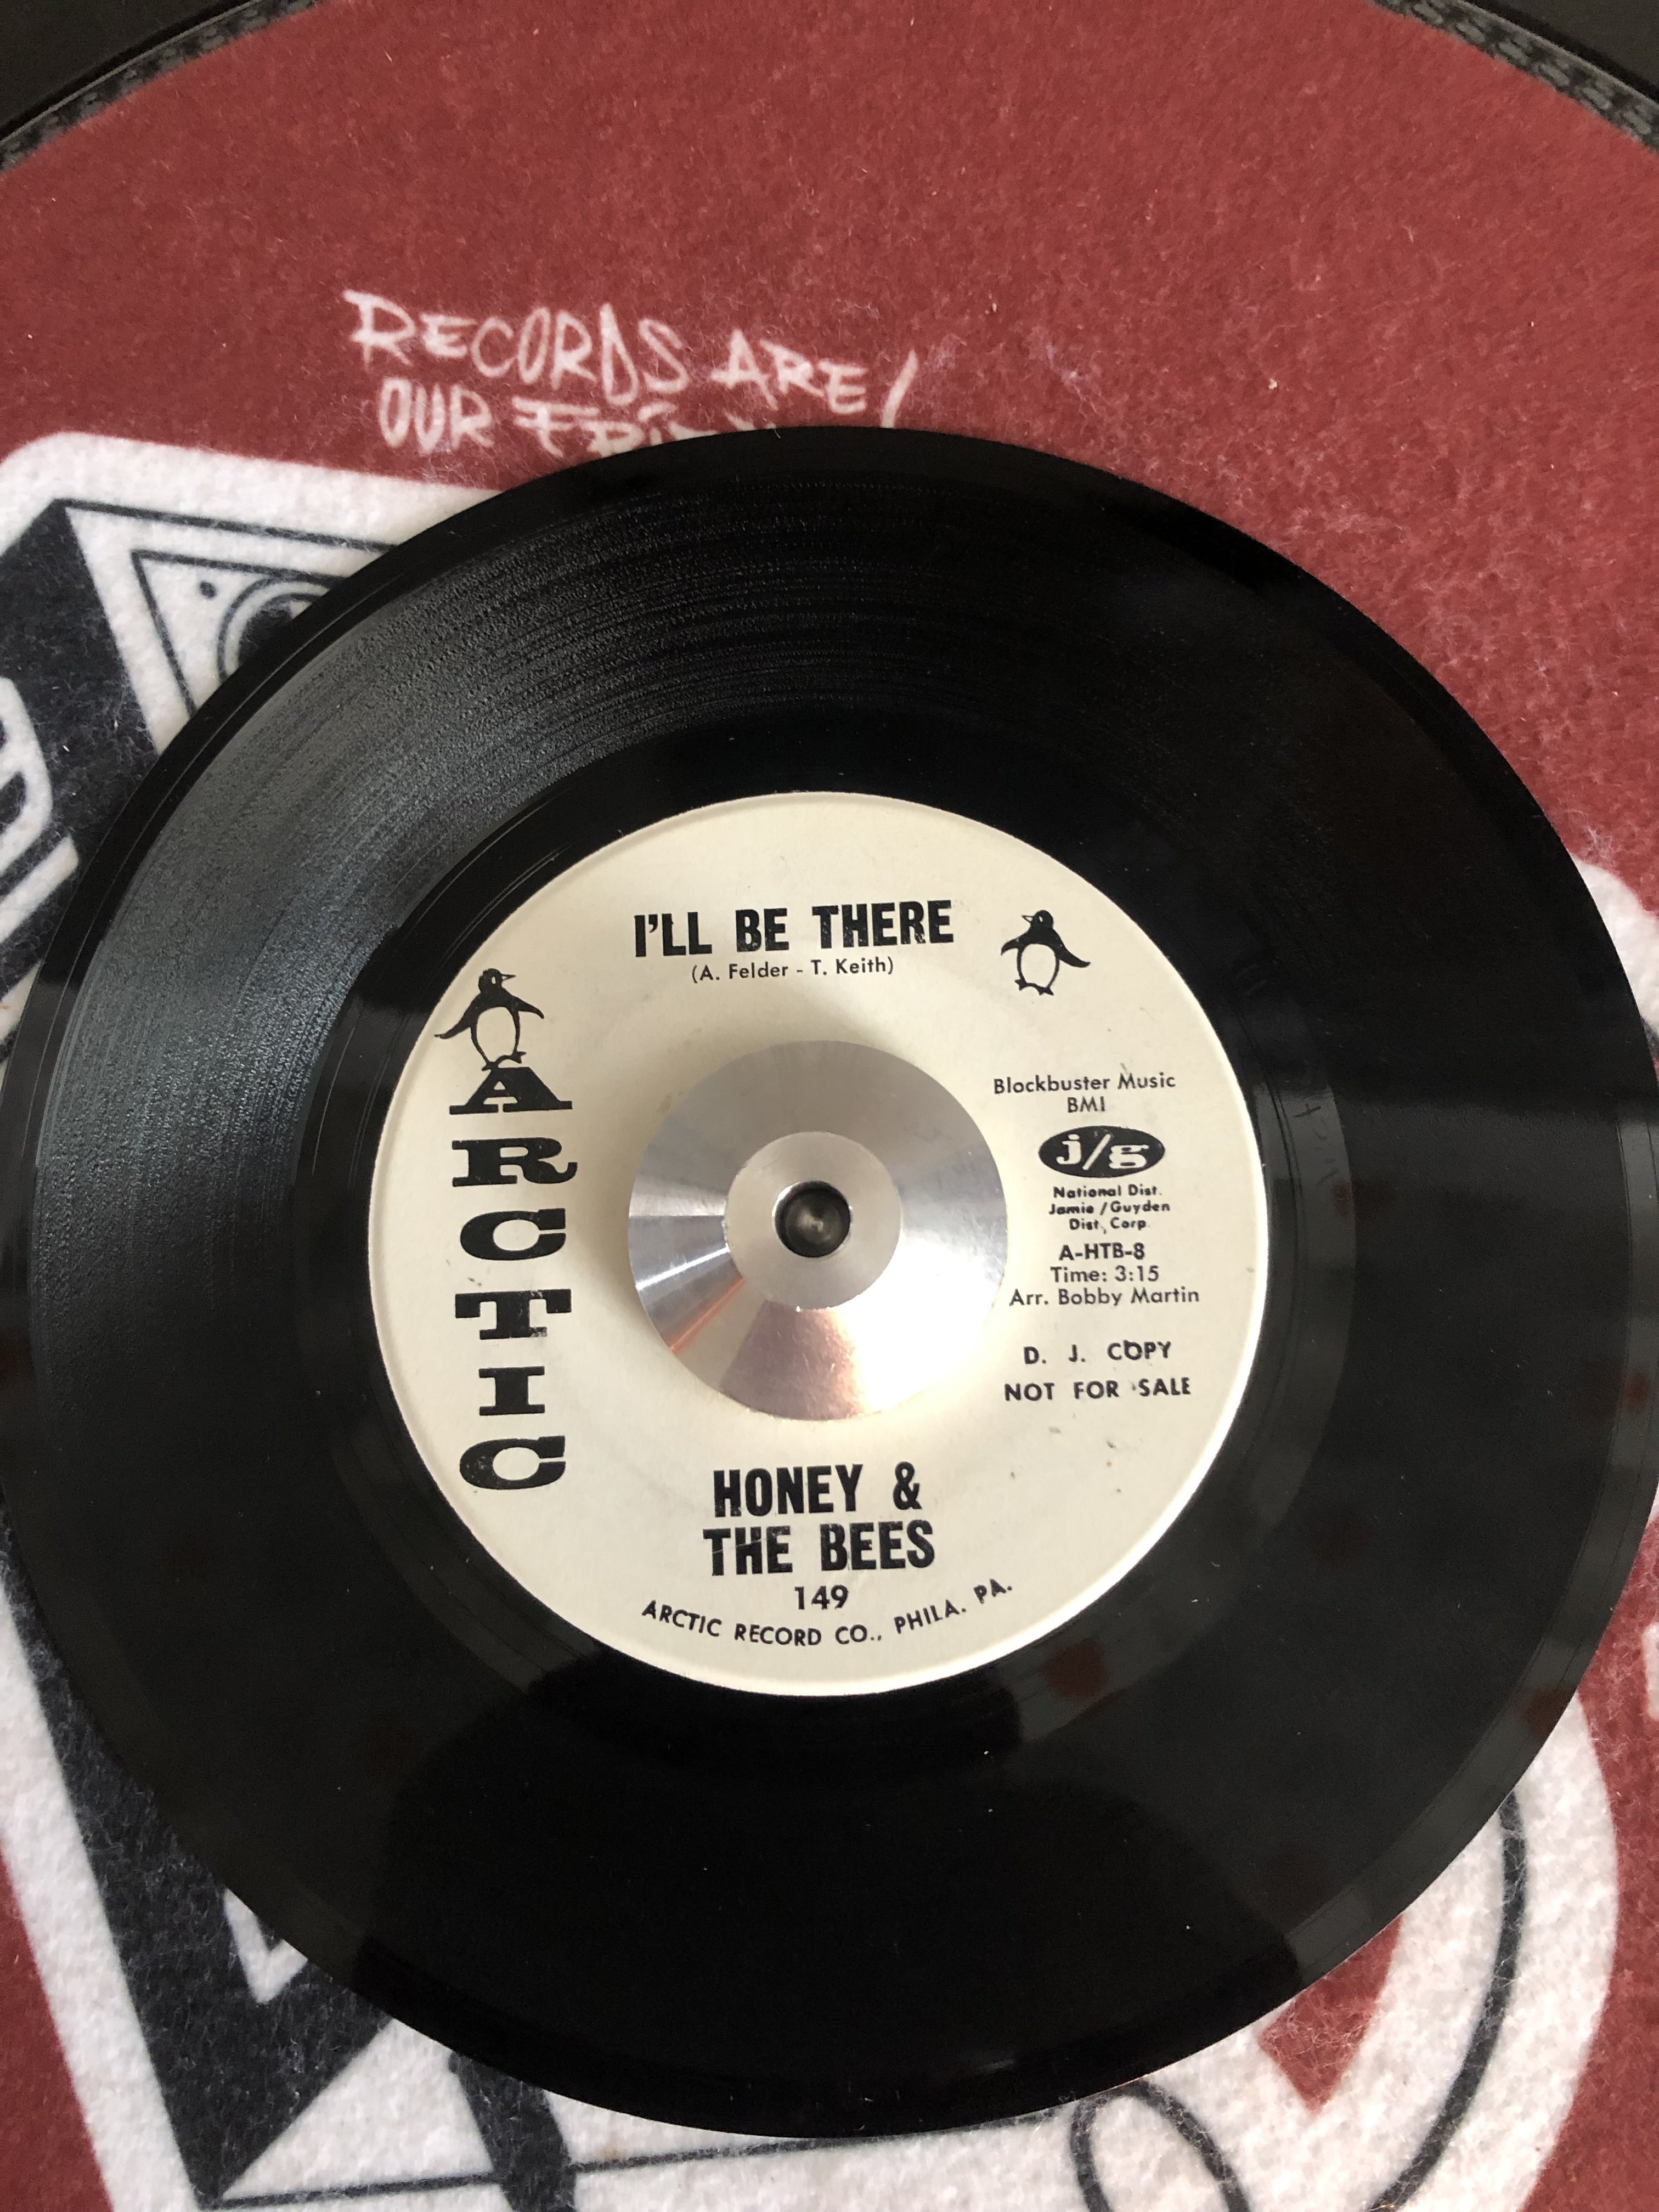 RECORDS ARE
OUR
I'LL BE THERE
(A. Felder - T. Keith)
ARCTIC
Blockbuster Music
BMI
j/g
National Dist.
Jamie/Guyden
Dist. Corp.
A-HTB-8
Time: 3:15
Arr. Bobby Martin
D. J. COPY
NOT FOR SALE
HONEY &
THE BEES
149
ARCTIC RECORD CO., PHILA. PA.